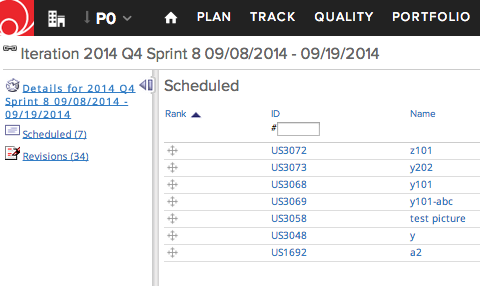 P0 PLAN TRACK QUALITY PORTFOLIO
Iteration 2014 Q4 Sprint 8 09/08/2014 - 09/19/2014
Details for 2014 Q4
Sprint 8 09/08/2014 -
09/19/2014
Scheduled (7)
Revisions (34)
Scheduled
Rank ID Name
#
US3072 z101
US3073 y202
US3068 y101
US3069 y101-abc
US3058 test picture
US3048 y
US1692 a2